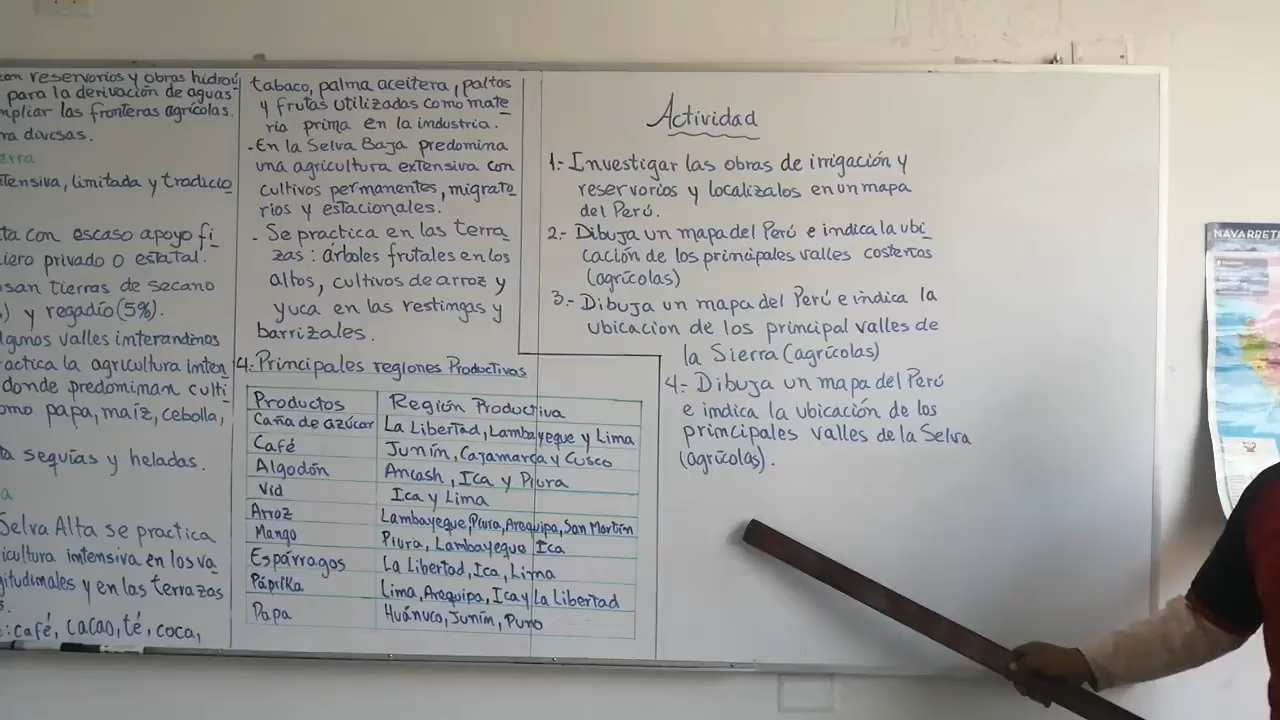 con reservorios y obras hidráu
para la derivación de aguas
mpliar las fronteras agrícolas.
ra divesas.
erra
tensiva, limitada y tradicio
ta con escaso apoyo fi
ciero privado o estatal.
san tierras de secano
) y regadío (5%).
lgunos valles interandinos
actica la agricultura inten
donde predominan culti
omo papa, maíz, cebolla,
a sequías y heladas.
a
Selva Alta se practica
icultura intensiva en los va
gitudinales y en las terrazas
s.
: café, cacao, té, coca,
tabaco, palma aceitera, paltas
y frutas utilizadas como mate
ria prima en la industria.
- En la Selva Baja predomina
una agricultura extensiva con
cultivos permanentes, migrato
rios y estacionales.
- Se practica en las terra
zas : árboles frutales en los
altos, cultivos de arroz y
yuca en las restingas y
barrizales.
4.- Principales regiones Productivas
Productos Región Productiva
Caña de azúcar La Libertad, Lambayeque y Lima
Café Junín, Cajamarca y Cusco
Algodón Ancash, Ica y Piura
Vid Ica y Lima
Arroz Lambayeque, Piura, Arequipa, San Martín
Mango Piura, Lambayeque Ica
Espárragos La Libertad, Ica, Lima
Páprika Lima, Arequipa, Ica y La Libertad
Papa Huánuco, Junín, Puno
Actividad
1.- Investigar las obras de irrigación y
reservorios y localizalos en un mapa
del Perú.
2.- Dibuja un mapa del Perú e indica la ubi
cación de los principales valles costeros
(agrícolas)
3.- Dibuja un mapa del Perú e indica la
ubicacion de los principal valles de
la Sierra (agrícolas)
4.- Dibuja un mapa del Perú
e indica la ubicación de los
principales valles de la Selva
(agrícolas).
NAVARRET